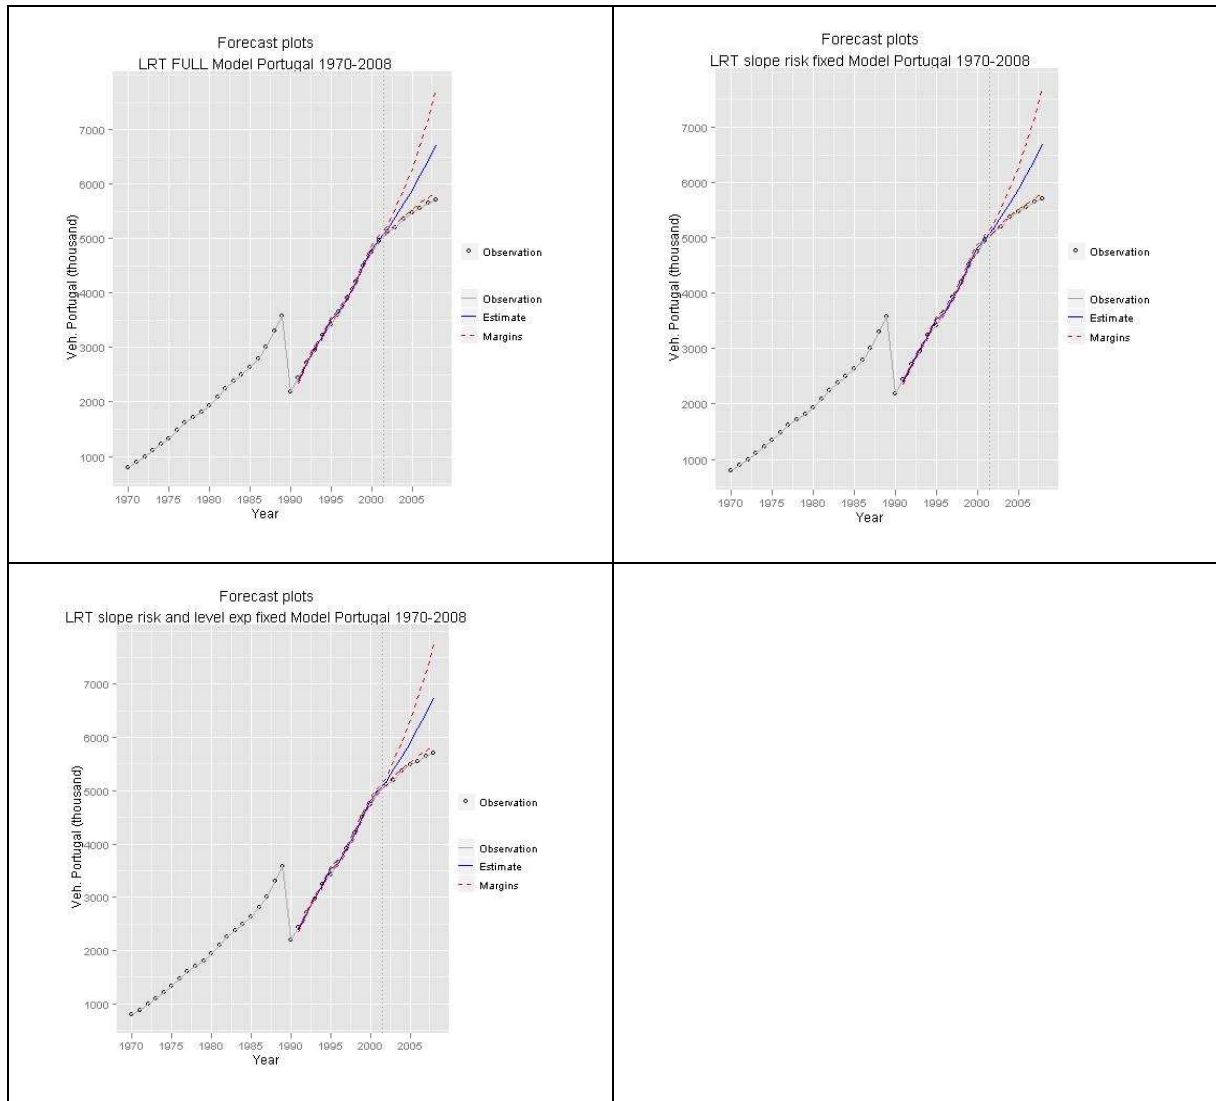 Forecast plots
LRT FULL Model Portugal 1970-2008
Veh. Portugal (thousand)
7000
6000
5000
4000
3000
2000
1000
1970 1975 1980 1985 1990 1995 2000 2005
Year
Observation
Observation
Estimate
Margins
Forecast plots
LRT slope risk fixed Model Portugal 1970-2008
Veh. Portugal (thousand)
7000
6000
5000
4000
3000
2000
1000
1970 1975 1980 1985 1990 1995 2000 2005
Year
Observation
Observation
Estimate
Margins
Forecast plots
LRT slope risk and level exp fixed Model Portugal 1970-2008
Veh. Portugal (thousand)
7000
6000
5000
4000
3000
2000
1000
1970 1975 1980 1985 1990 1995 2000 2005
Year
Observation
Observation
Estimate
Margins